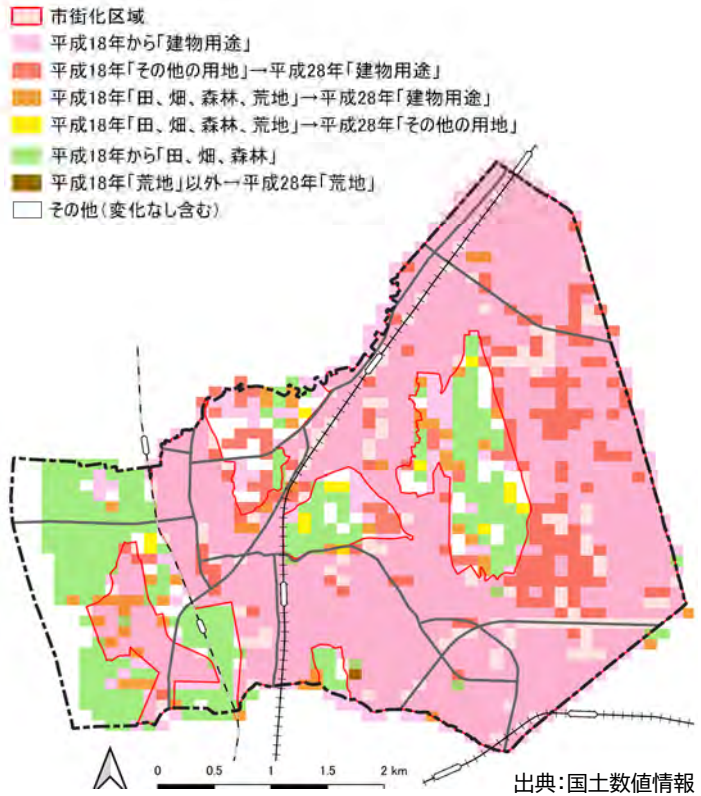 市街化区域
平成18年から「建物用途」
平成18年「その他の用地」→平成28年「建物用途」
平成18年「田、畑、森林、荒地」→平成28年「建物用途」
平成18年「田、畑、森林、荒地」→平成28年「その他の用地」
平成18年から「田、畑、森林」
平成18年「荒地」以外→平成28年「荒地」
その他(変化なし含む)
0 0.5 1 1.5 2 km
出典:国土数値情報